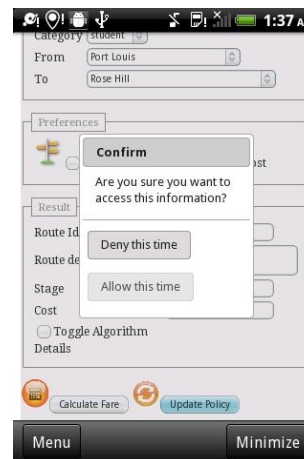 1:37 A
Category student
From Port Louis
To Rose Hill
Preferences
Confirm
Are you sure you want to
access this information?
Deny this time
Allow this time
Result
Route Id
Route de
Stage
Cost
Toggle Algorithm
Details
Calculate Fare Update Policy
Menu Minimize